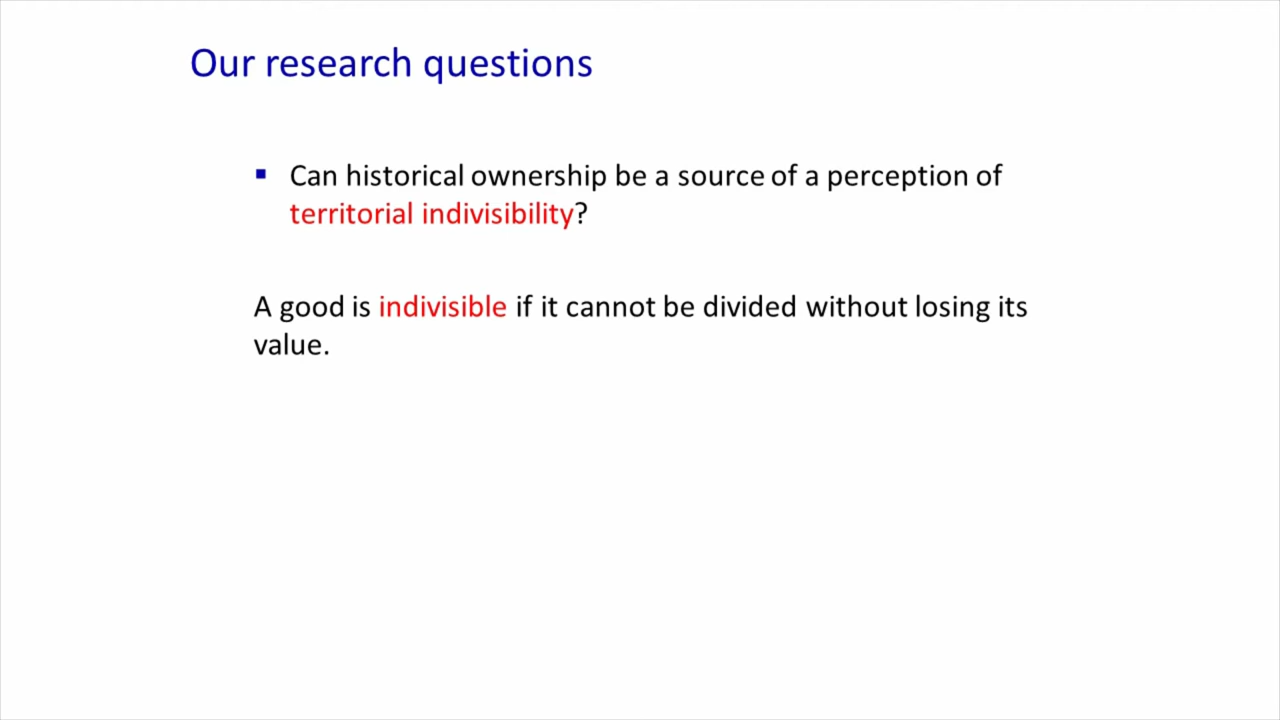 Our research questions
▪ Can historical ownership be a source of a perception of
territorial indivisibility?
A good is indivisible if it cannot be divided without losing its
value.